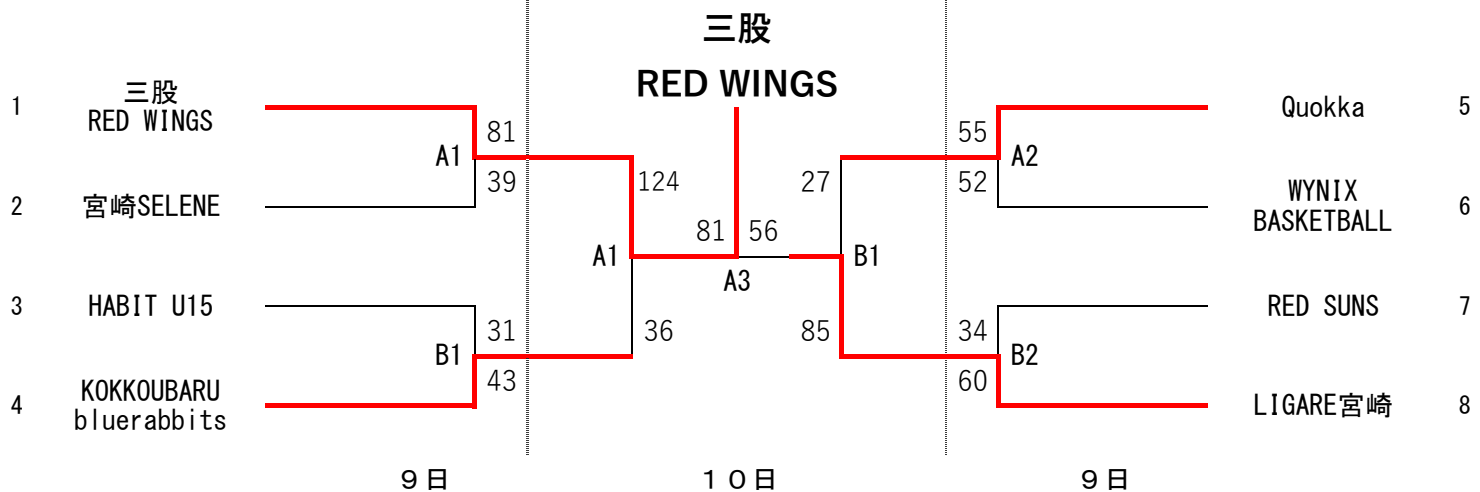 三股
RED WINGS
1
三股
RED WINGS
81
A1
39
2
宮崎SELENE
3
HABIT U15
31
B1
43
4
KOKKOUBARU
bluerabbits
124
A1
36
81
56
A3
27
B1
85
55
A2
52
Quokka
5
WYNIX
BASKETBALL
6
34
B2
60
RED SUNS
7
LIGARE宮崎
8
９日
１０日
９日